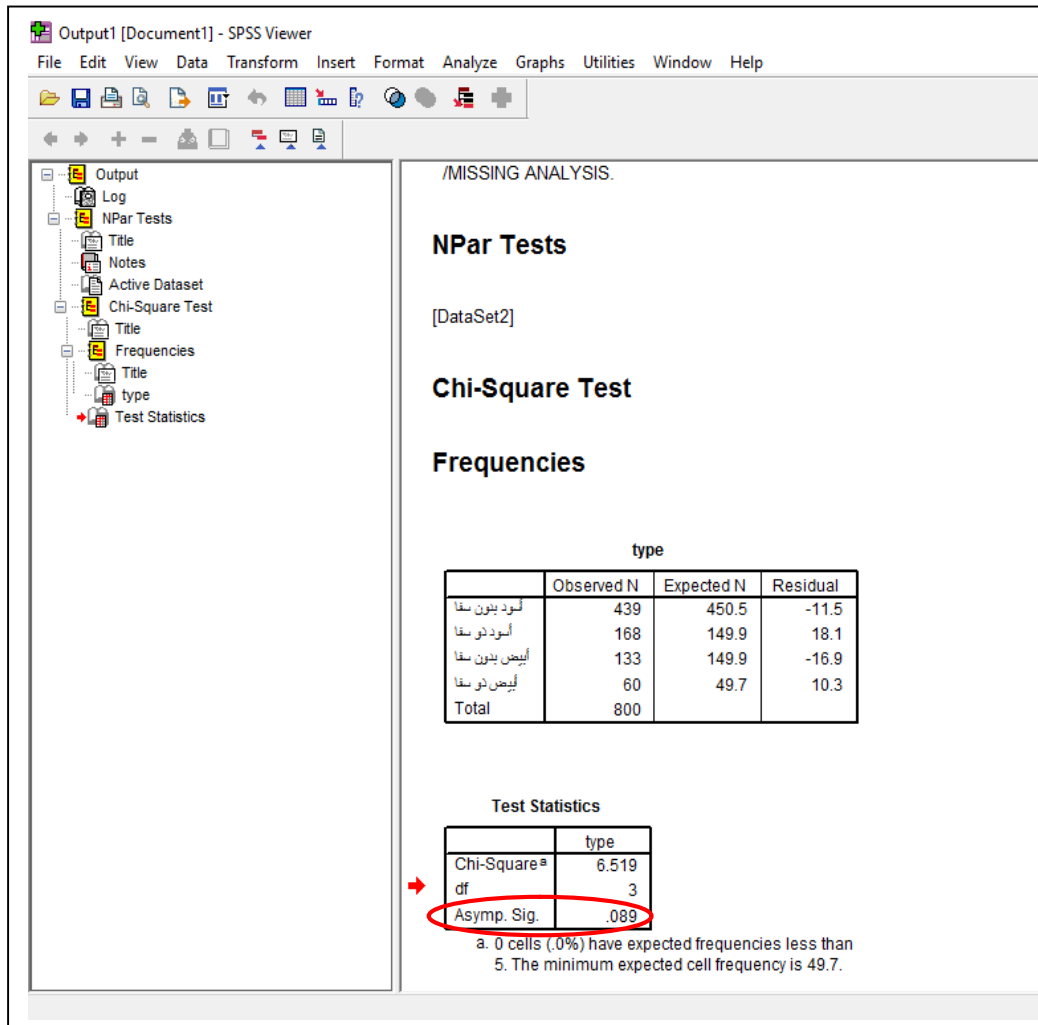 Output1 [Document1] - SPSS Viewer
File Edit View Data Transform Insert Format Analyze Graphs Utilities Window Help
Output
Log
NPar Tests
Title
Notes
Active Dataset
Chi-Square Test
Title
Frequencies
Title
type
Test Statistics
/MISSING ANALYSIS.
NPar Tests
[DataSet2]
Chi-Square Test
Frequencies
type
Observed N Expected N Residual
أسود بدون سفا 439 450.5 -11.5
أسود ذو سفا 168 149.9 18.1
أبيض بدون سفا 133 149.9 -16.9
أبيض ذو سفا 60 49.7 10.3
Total 800
Test Statistics
type
Chi-Square a 6.519
df 3
Asymp. Sig. .089
a. 0 cells (.0%) have expected frequencies less than
5. The minimum expected cell frequency is 49.7.